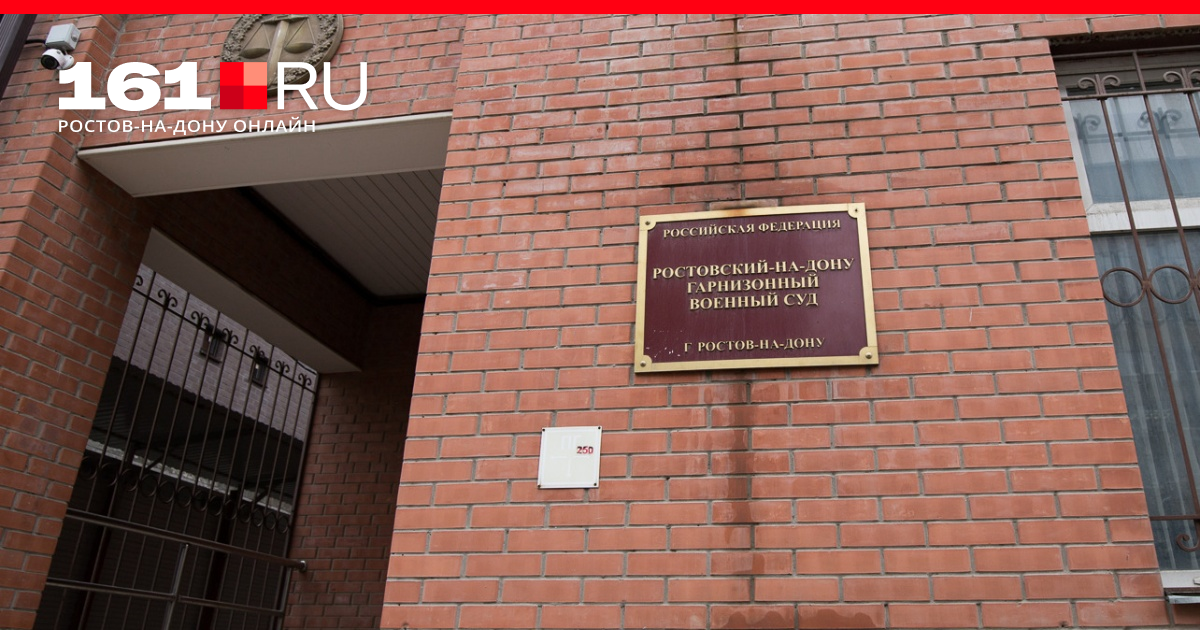 161 RU
РОСТОВ-НА-ДОНУ ОНЛАЙН
РОССИЙСКАЯ ФЕДЕРАЦИЯ
РОСТОВСКИЙ-НА-ДОНУ
ГАРНИЗОННЫЙ
ВОЕННЫЙ СУД
Г РОСТОВ-НА-ДОНУ
250